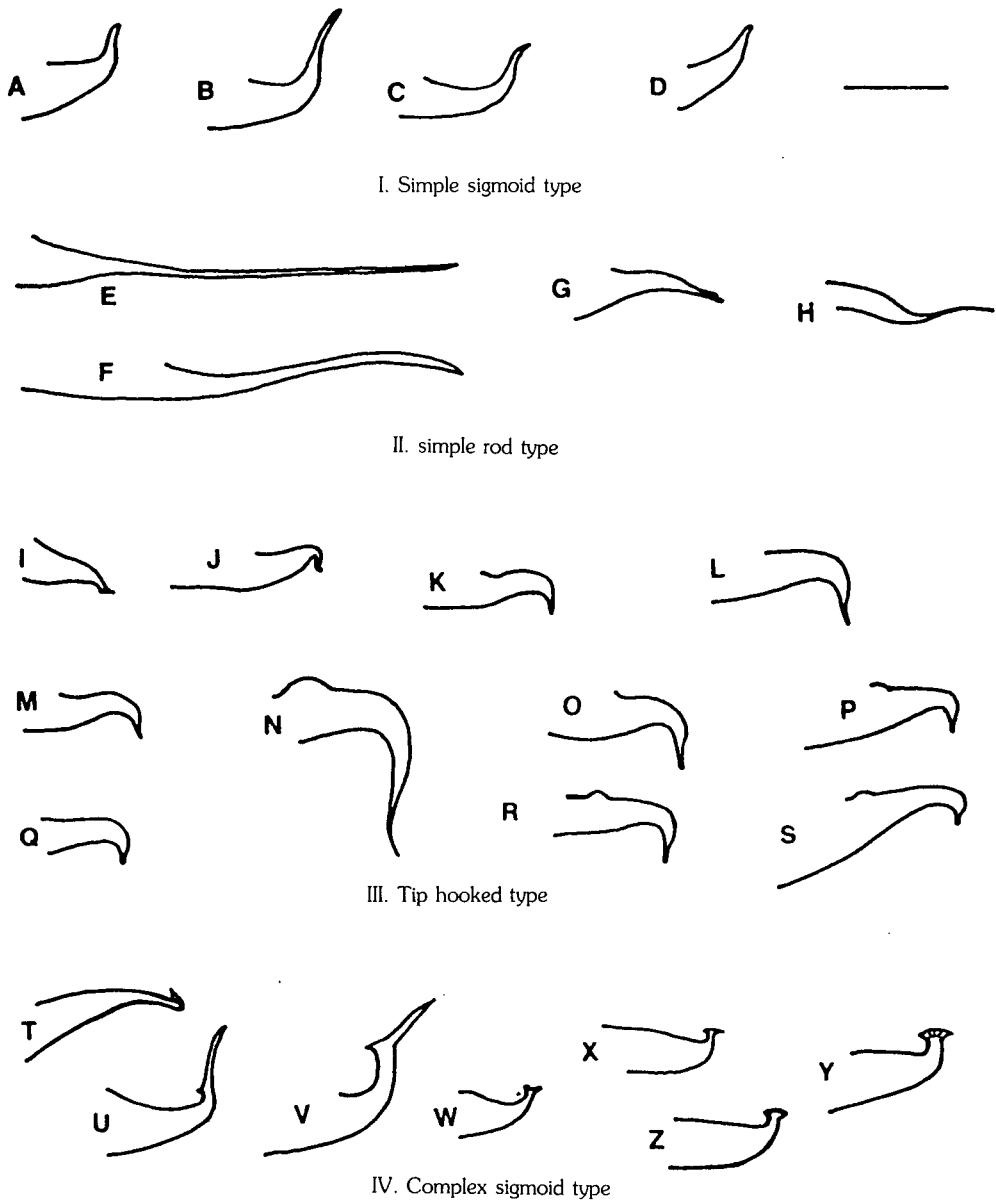 A B C D
I. Simple sigmoid type
E G H
F
II. simple rod type
I J K L
M N O P
Q R S
III. Tip hooked type
T U V W X Y Z
IV. Complex sigmoid type